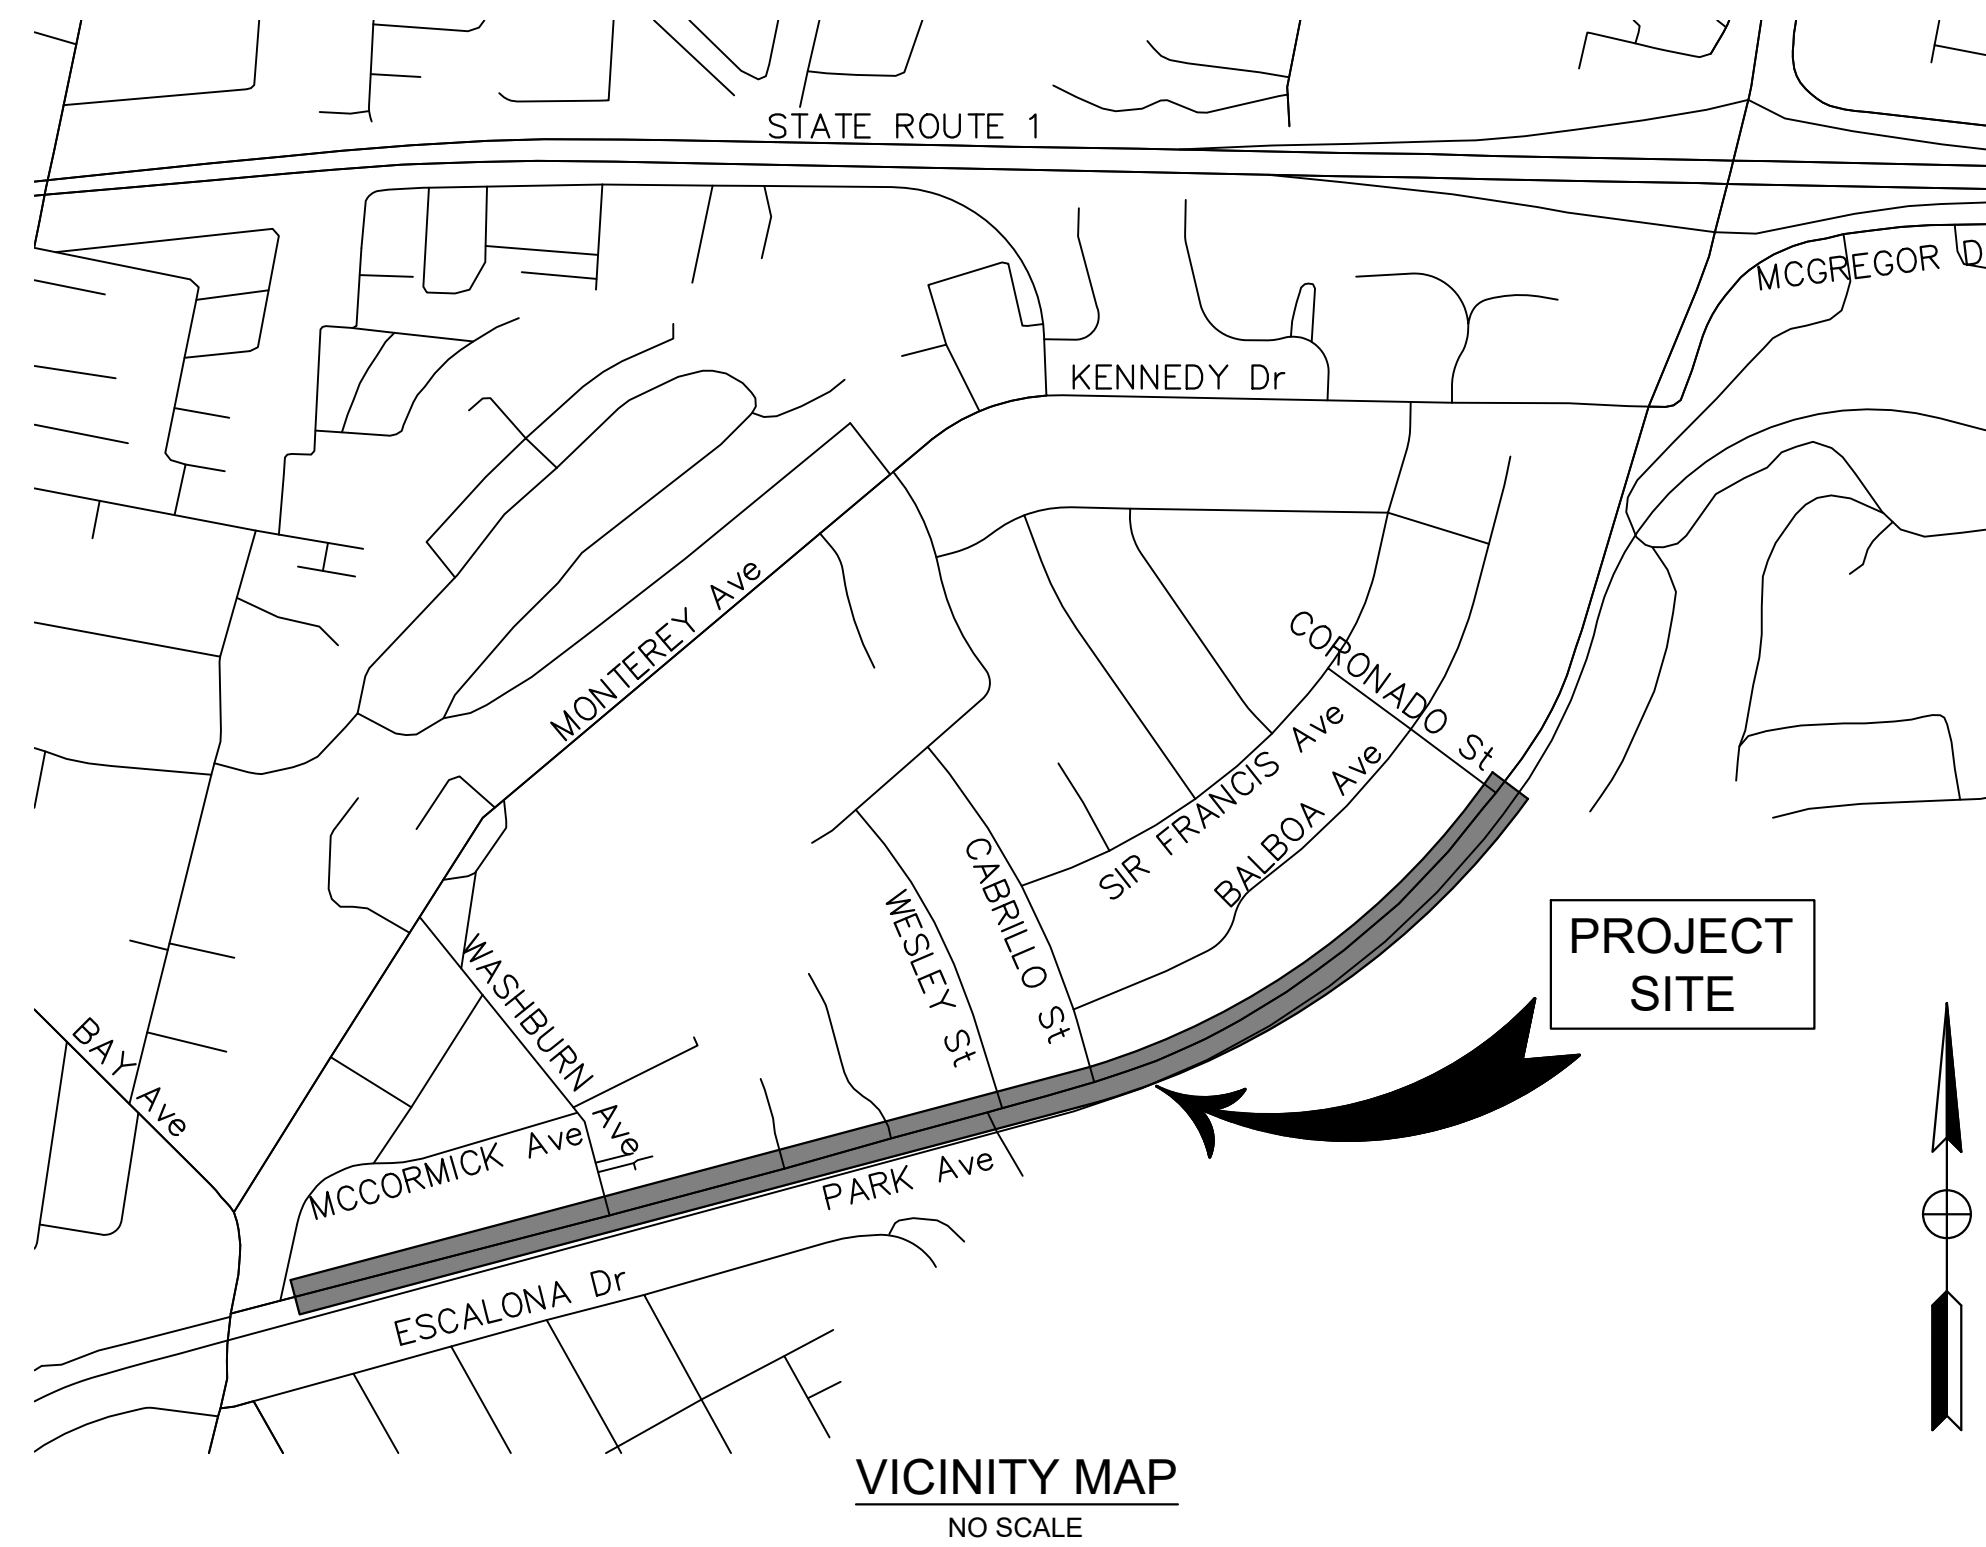 STATE ROUTE 1
MCGREGOR D
KENNEDY Dr
MONTEREY Ave
CORONADO St
SIR FRANCIS Ave
BALBOA Ave
CABRILLO St
WESLEY St
WASHBURN Ave
BAY Ave
MCCORMICK Ave
PARK Ave
ESCALONA Dr
PROJECT
SITE
VICINITY MAP
NO SCALE